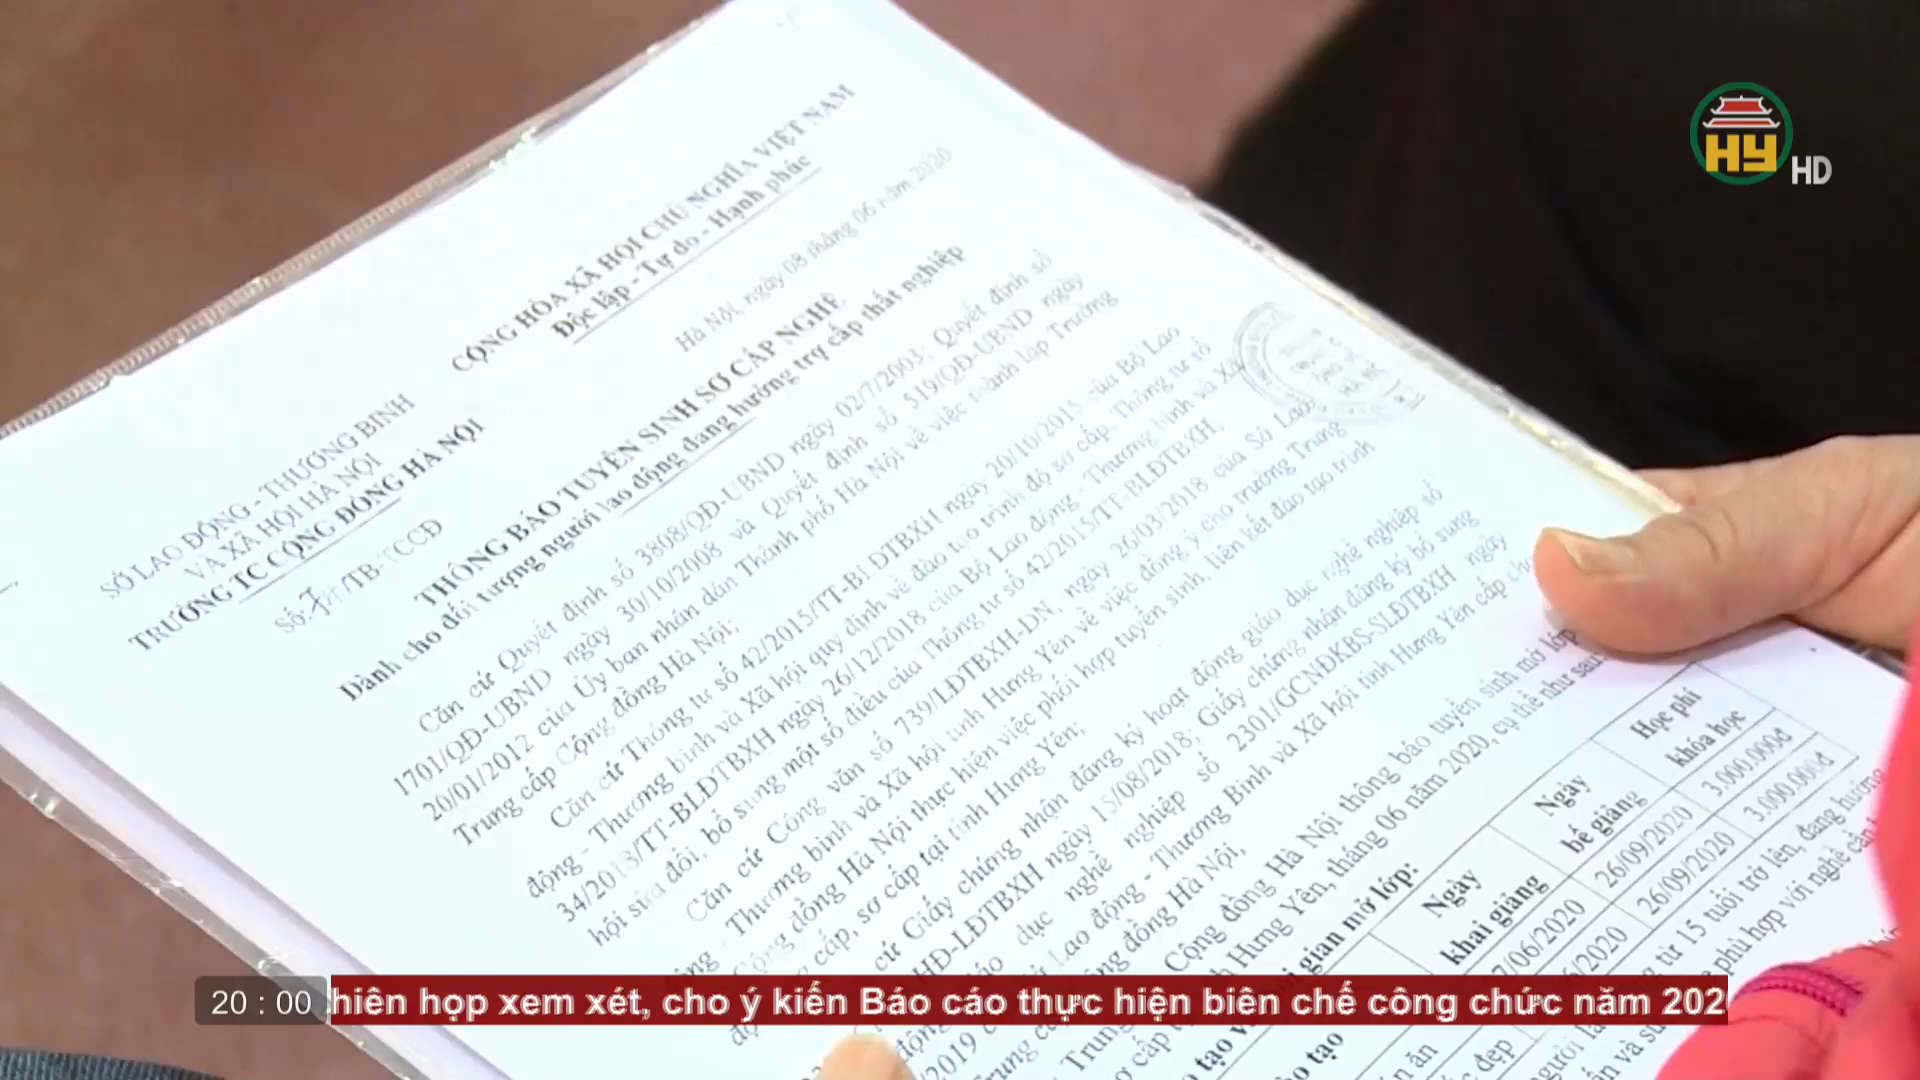 HY HD
SỞ LAO ĐỘNG - THƯƠNG BINH
VÀ XÃ HỘI HÀ NỘI
TRƯỜNG TC CỘNG ĐỒNG HÀ NỘI
Số:
CỘNG HÒA XÃ HỘI CHỦ NGHĨA VIỆT NAM
Độc lập - Tự do - Hạnh phúc
Hà Nội, ngày 08 tháng 06 năm 2020
THÔNG BÁO TUYỂN SINH SƠ CẤP NGHỀ
Dành cho đối tượng người lao động đang hưởng trợ cấp thất nghiệp
Căn cứ Quyết định số 3808/QĐ-UBND ngày 02/7/2003; Quyết định số
1701/QĐ-UBND ngày 30/10/2008 và Quyết định số 519/QĐ-UBND ngày
20/01/2012 của Ủy ban nhân dân Thành phố Hà Nội về việc thành lập Trường
Trung cấp Cộng đồng Hà Nội;
Căn cứ Thông tư số 42/2015/TT-BLĐTBXH ngày 20/10/2015 của Bộ Lao
động - Thương binh và Xã hội quy định về đào tạo trình độ sơ cấp, Thông tư số
34/2018/TT-BLĐTBXH ngày 26/12/2018 của Bộ Lao động - Thương binh và Xã
hội sửa đổi, bổ sung một số điều của Thông tư số 42/2015/TT-BLĐTBXH,
Căn cứ Công văn số 739/LĐTBXH-DN, ngày 26/03/2018 của Sở Lao
động - Thương binh và Xã hội tỉnh Hưng Yên về việc đồng ý cho trường Trung
Cộng đồng Hà Nội thực hiện việc phối hợp tuyển sinh, liên kết đào tạo trình
cấp, sơ cấp tại tỉnh Hưng Yên;
cứ Giấy chứng nhận đăng ký hoạt động giáo dục nghề nghiệp số
HD-LĐTBXH ngày 15/08/2018; Giấy chứng nhận đăng ký bổ sung
dục nghề nghiệp số 2301/GCNĐKBS-SLĐTBXH ngày
Lao động - Thương Binh và Xã hội tỉnh Hưng Yên cấp
đồng Hà Nội,
Cộng đồng Hà Nội thông báo tuyển sinh mở lớp
Hưng Yên, tháng 06 năm 2020, cụ thể như sau
gian mở lớp:
Ngày
khai giảng
Ngày
bế giảng
Học phí
khóa học
/06/2020 26/09/2020 3.000.000đ
26/09/2020 3.000.000đ
từ 15 tuổi trở lên, đang hưởng
phù hợp với nghề
20 : 00 hiên họp xem xét, cho ý kiến Báo cáo thực hiện biên chế công chức năm 202